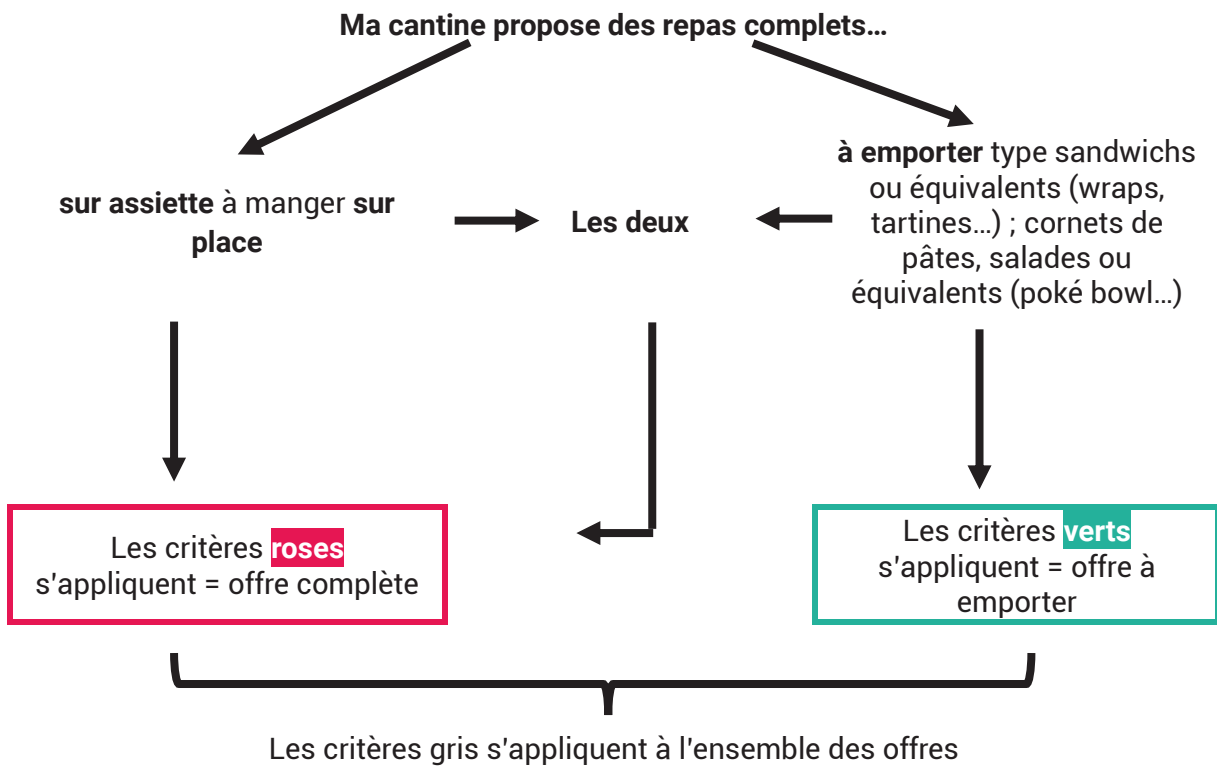 Ma cantine propose des repas complets…
sur assiette à manger sur
place
Les deux
à emporter type sandwichs
ou équivalents (wraps,
tartines…) ; cornets de
pâtes, salades ou
équivalents (poké bowl…)
Les critères roses
s'appliquent = offre complète
Les critères verts
s'appliquent = offre à
emporter
Les critères gris s'appliquent à l'ensemble des offres